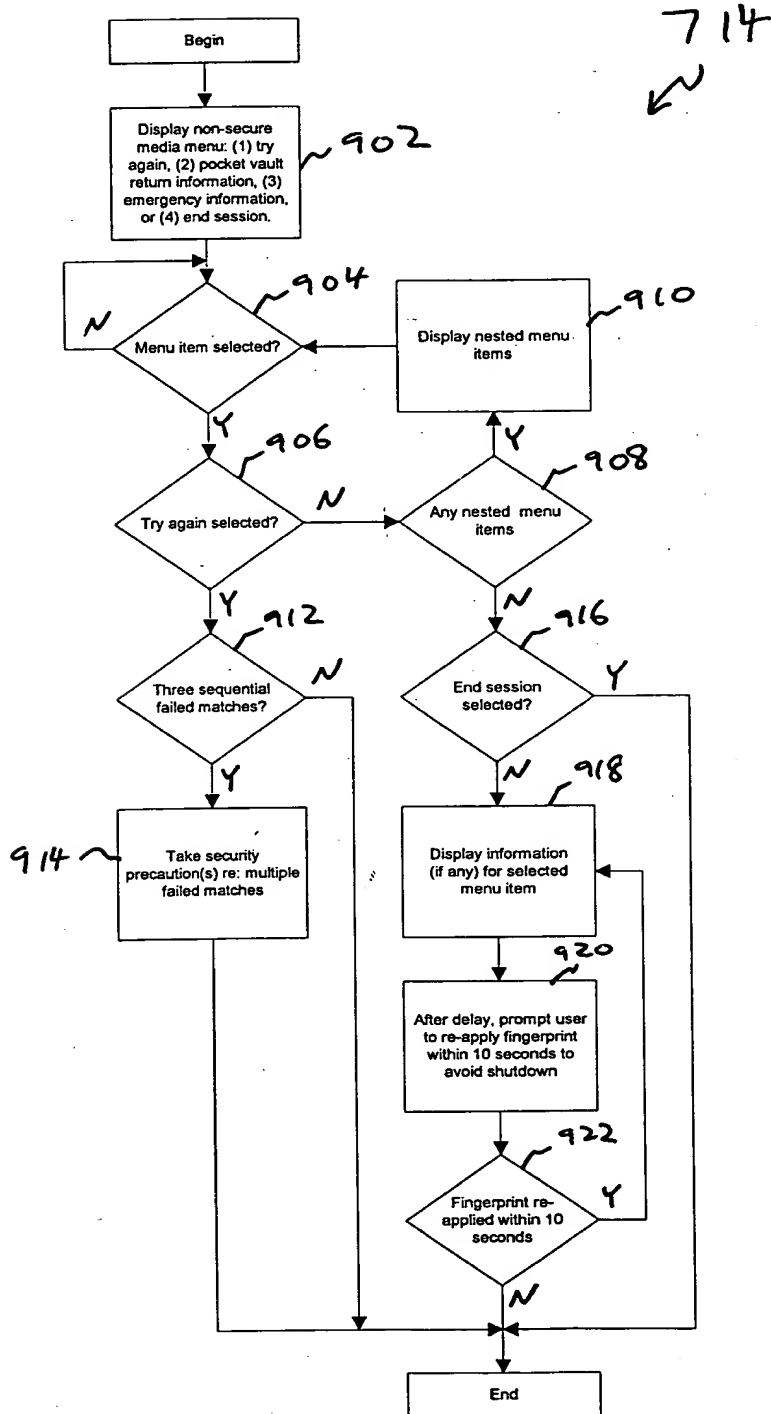 714
Begin
Display non-secure
media menu: (1) try
again, (2) pocket vault
return information, (3)
emergency information,
or (4) end session.
902
904
Menu item selected?
N
Y
910
Display nested menu
items
906
Try again selected?
N
Y
908
Any nested menu
items
Y
N
912
Three sequential
failed matches?
N
Y
916
End session
selected?
Y
N
914
Take security
precaution(s) re: multiple
failed matches
918
Display information
(if any) for selected
menu item
920
After delay, prompt user
to re-apply fingerprint
within 10 seconds to
avoid shutdown
922
Fingerprint re-
applied within 10
seconds
Y
N
End